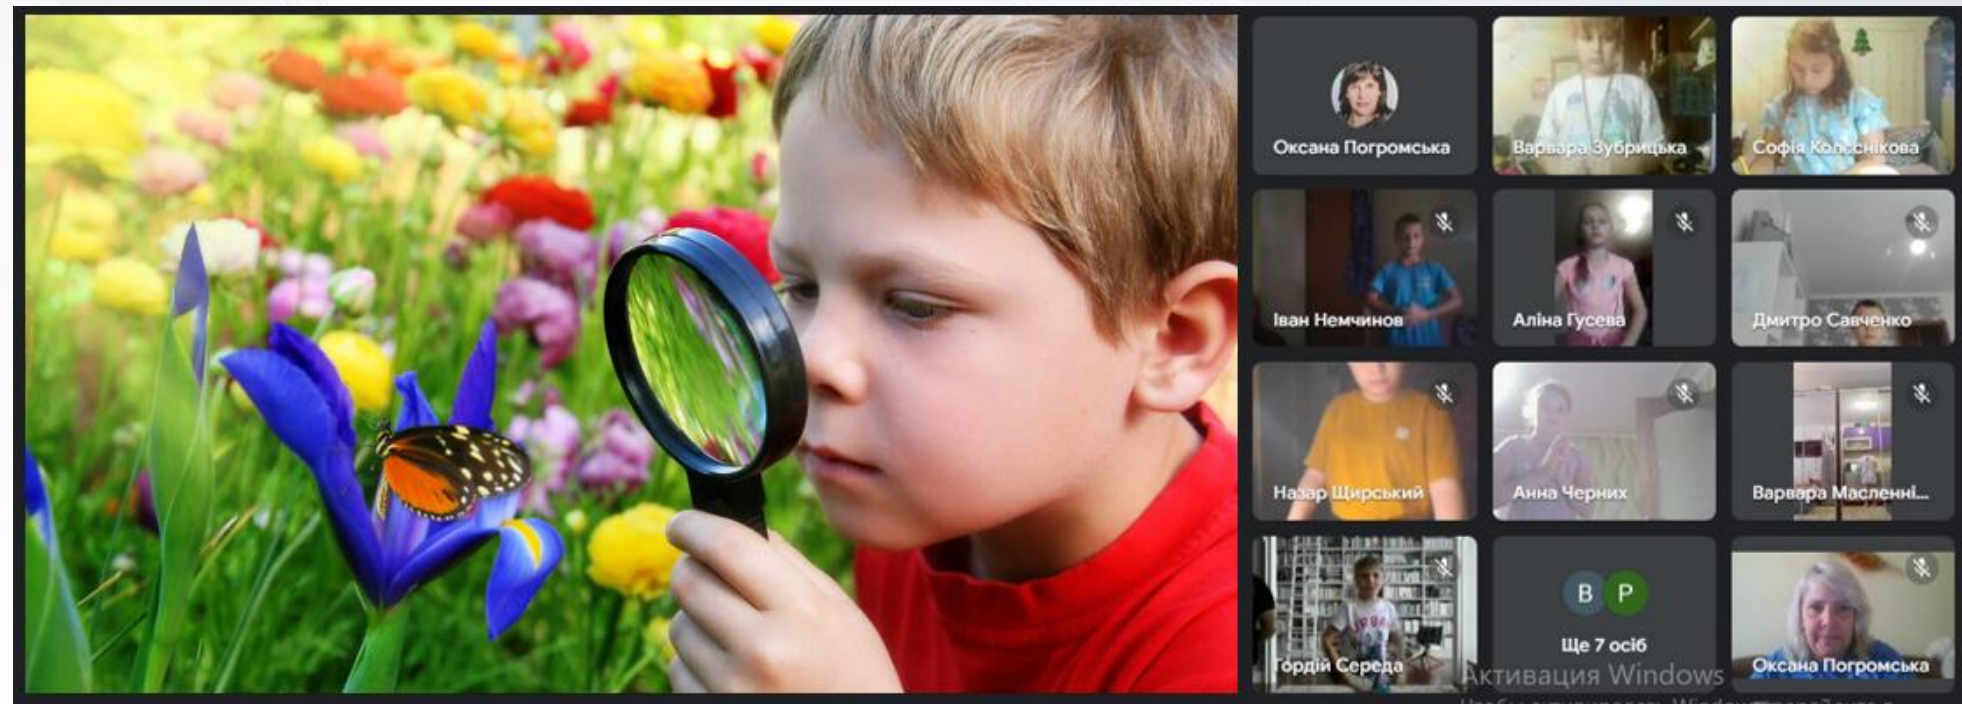 Оксана Погромська
Варвара Зубрицька
Софія Колєснікова
Іван Немчинов
Аліна Гусева
Дмитро Савченко
Назар Щирський
Анна Черних
Варвара Масленні...
Гордій Середа
В Р
Ще 7 осіб
Оксана Погромська
Активация Windows